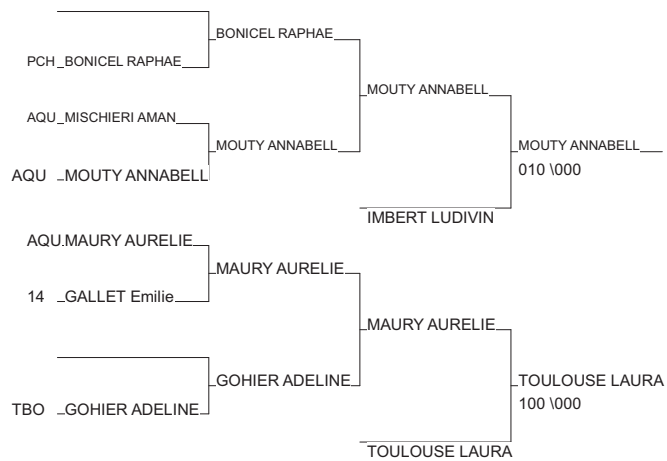 BONICEL RAPHAE
PCH BONICEL RAPHAE
MOUTY ANNABELL
AQU MISCHIERI AMAN
MOUTY ANNABELL
MOUTY ANNABELL
010 \000
AQU MOUTY ANNABELL
IMBERT LUDIVIN
AQU MAURY AURELIE
MAURY AURELIE
14 GALLET Emilie
MAURY AURELIE
GOHIER ADELINE
TOULOUSE LAURA
100 \000
TBO GOHIER ADELINE
TOULOUSE LAURA